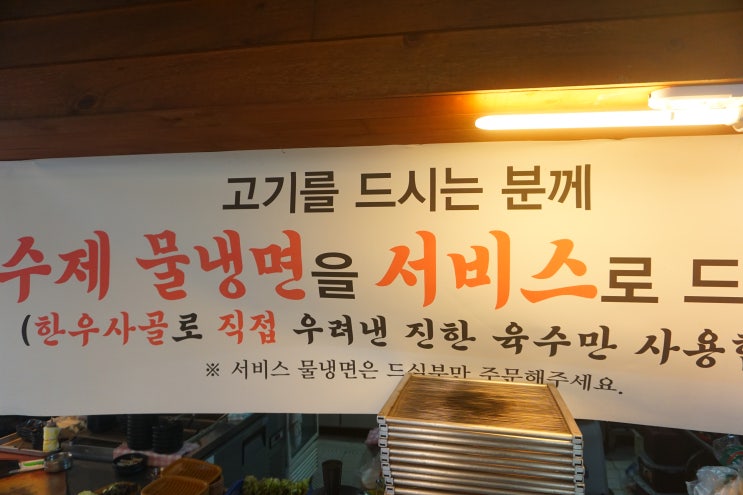 고기를 드시는 분께
수제 물냉면을 서비스로 드
(한우사골로 직접 우려낸 진한 육수만 사용
※ 서비스 물냉면은 드실분만 주문해주세요.